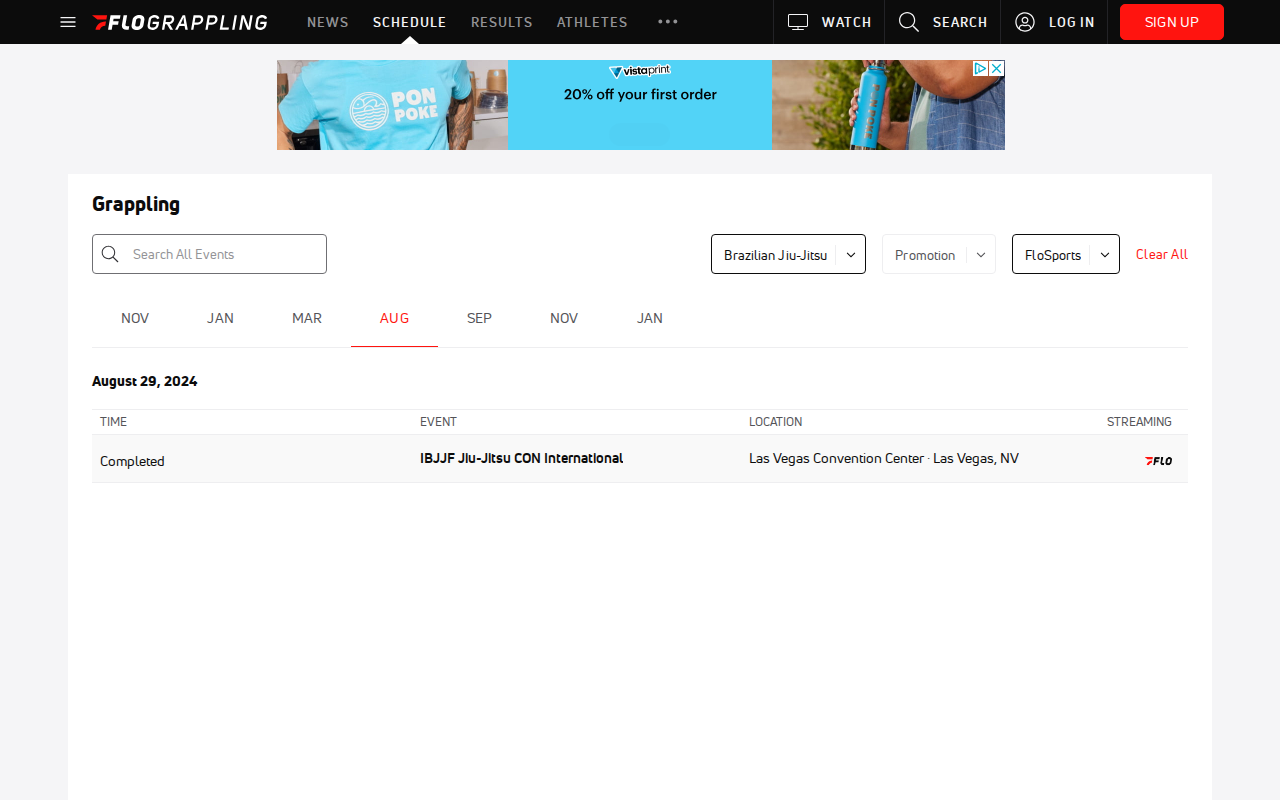 FLOGRAPPLING
NEWS
SCHEDULE
RESULTS
ATHLETES
WATCH
SEARCH
LOG IN
SIGN UP
PON
POKE
vistaprint
20% off your first order
Grappling
Search All Events
Brazilian Jiu-Jitsu
Promotion
FloSports
Clear All
NOV
JAN
MAR
AUG
SEP
NOV
JAN
August 29, 2024
TIME
EVENT
LOCATION
STREAMING
Completed
IBJJF Jiu-Jitsu CON International
Las Vegas Convention Center · Las Vegas, NV
FLO